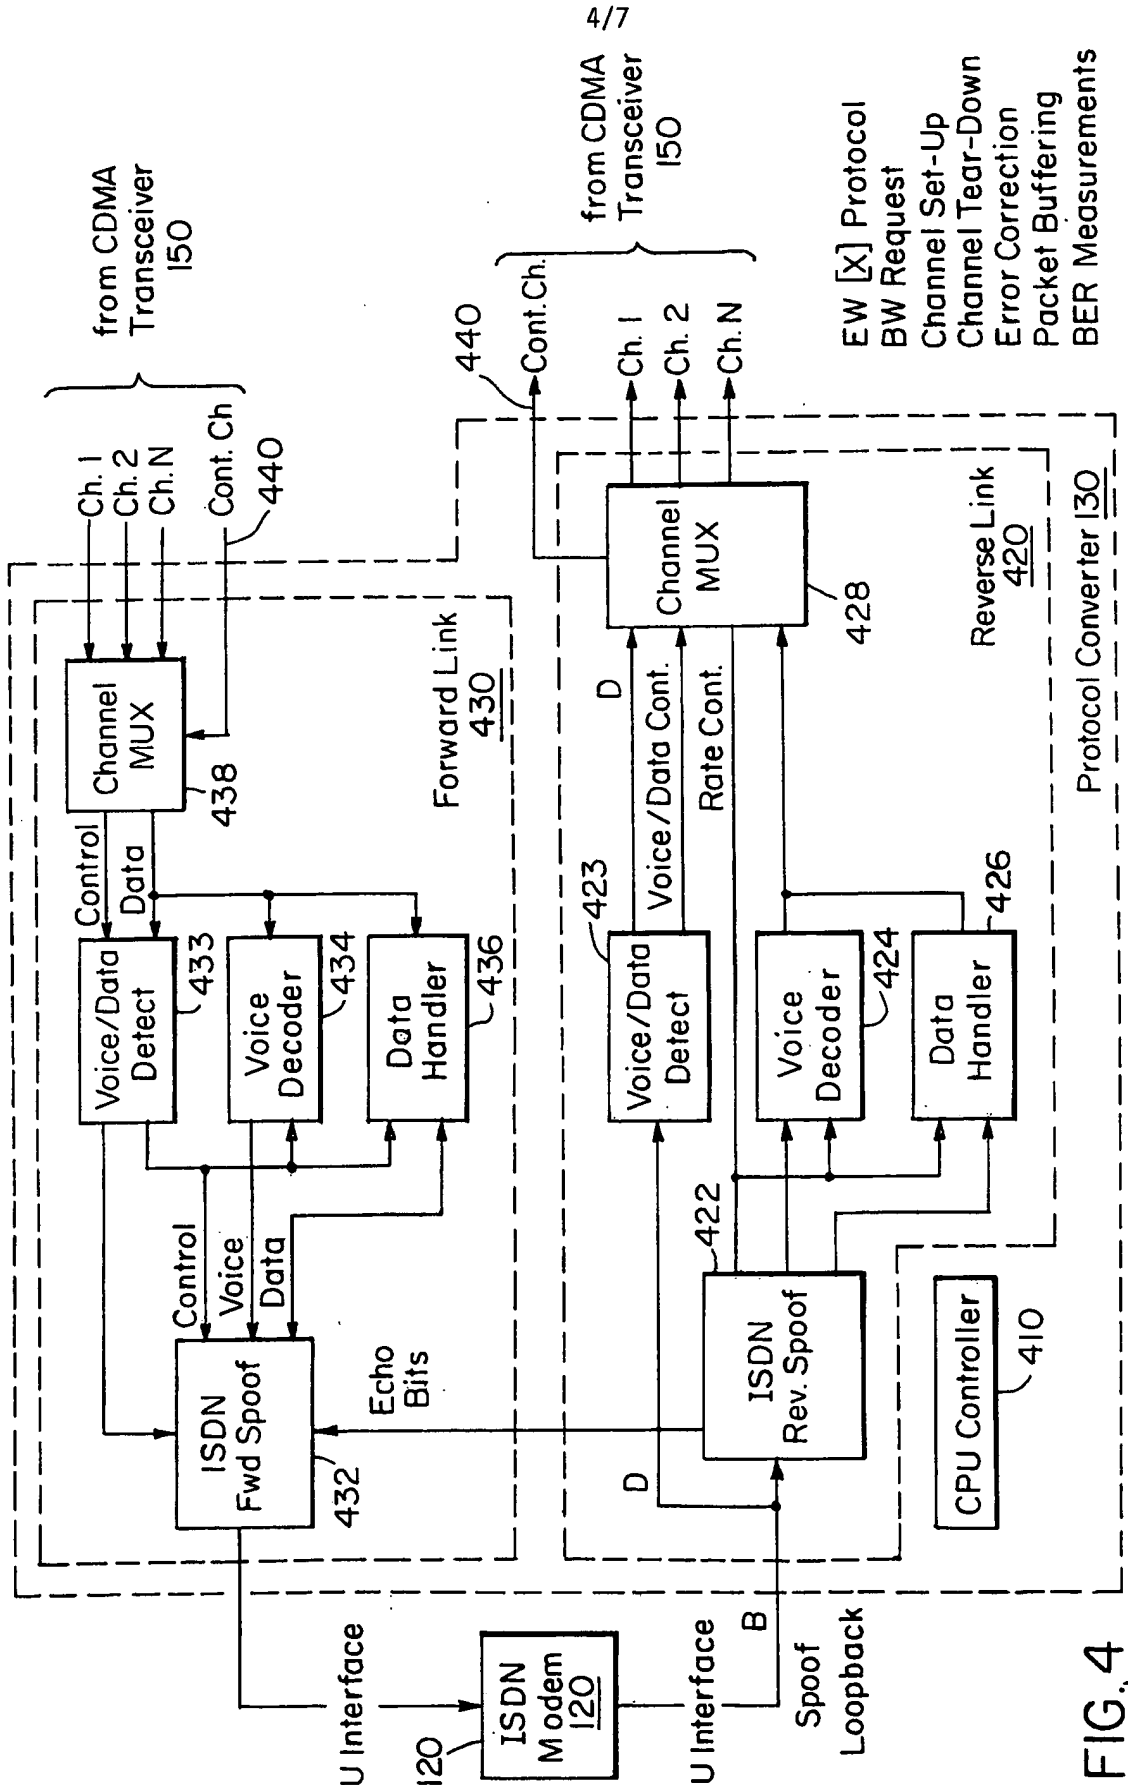 4/7
from CDMA
Transceiver
150
Ch. 1
Ch. 2
Ch. N
Cont. Ch
440
Channel
MUX
438
Control
Data
Voice/Data
Detect
433
Voice
Decoder
434
Data
Handler
436
Forward Link
430
Control
Voice
Data
ISDN
Fwd Spoof
432
Echo
Bits
U Interface
120
ISDN
Modem
120
U Interface
B
Spoof
Loopback
from CDMA
Transceiver
150
440
Cont. Ch.
Ch. 1
Ch. 2
Ch. N
Channel
MUX
428
D
Voice/Data Cont.
Rate Cont.
423
Voice/Data
Detect
Voice
Decoder
424
Data
Handler
426
D
422
ISDN
Rev. Spoof
Reverse Link
420
CPU Controller
410
Protocol Converter 130
EW [X] Protocol
BW Request
Channel Set-Up
Channel Tear-Down
Error Correction
Packet Buffering
BER Measurements
FIG. 4